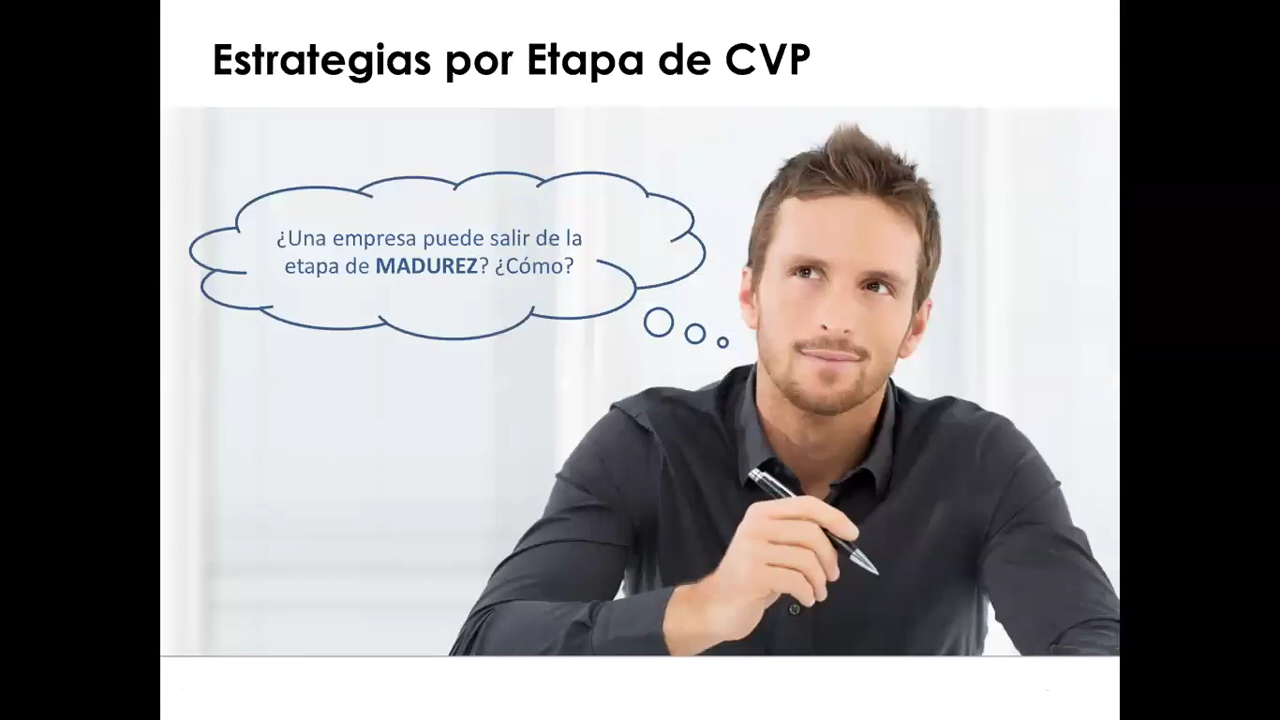 Estrategias por Etapa de CVP
¿Una empresa puede salir de la
etapa de MADUREZ? ¿Cómo?